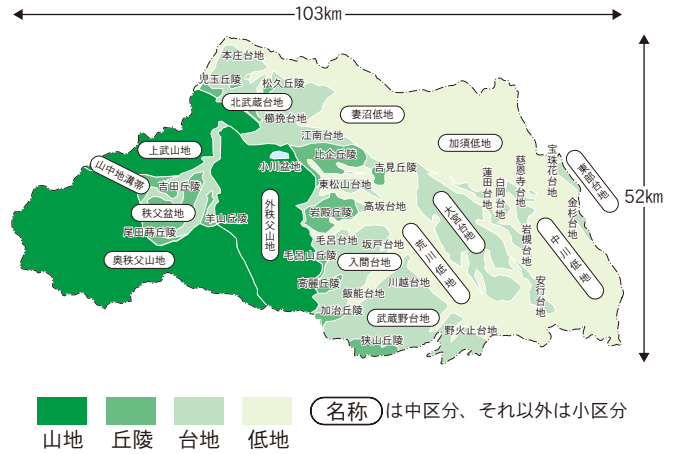 103km
52km
本庄台地
児玉丘陵
松久丘陵
北武蔵台地
櫛挽台地
妻沼低地
上武山地
江南台地
加須低地
山中地溝帯
小川盆地
比企丘陵
吉見丘陵
吉田丘陵
東松山台地
秩父盆地
羊山丘陵
外秩父山地
岩殿丘陵
高坂台地
尾田蒔丘陵
奥秩父山地
毛呂台地
坂戸台地
毛呂山丘陵
入間台地
高麗丘陵
飯能台地
川越台地
加治丘陵
武蔵野台地
狭山丘陵
野火止台地
荒川低地
大宮台地
蓮田台地
白岡台地
慈恩寺台地
宝珠花台地
東部台地
金杉台地
岩槻台地
中川低地
安行台地
山地
丘陵
台地
低地
名称は中区分、それ以外は小区分